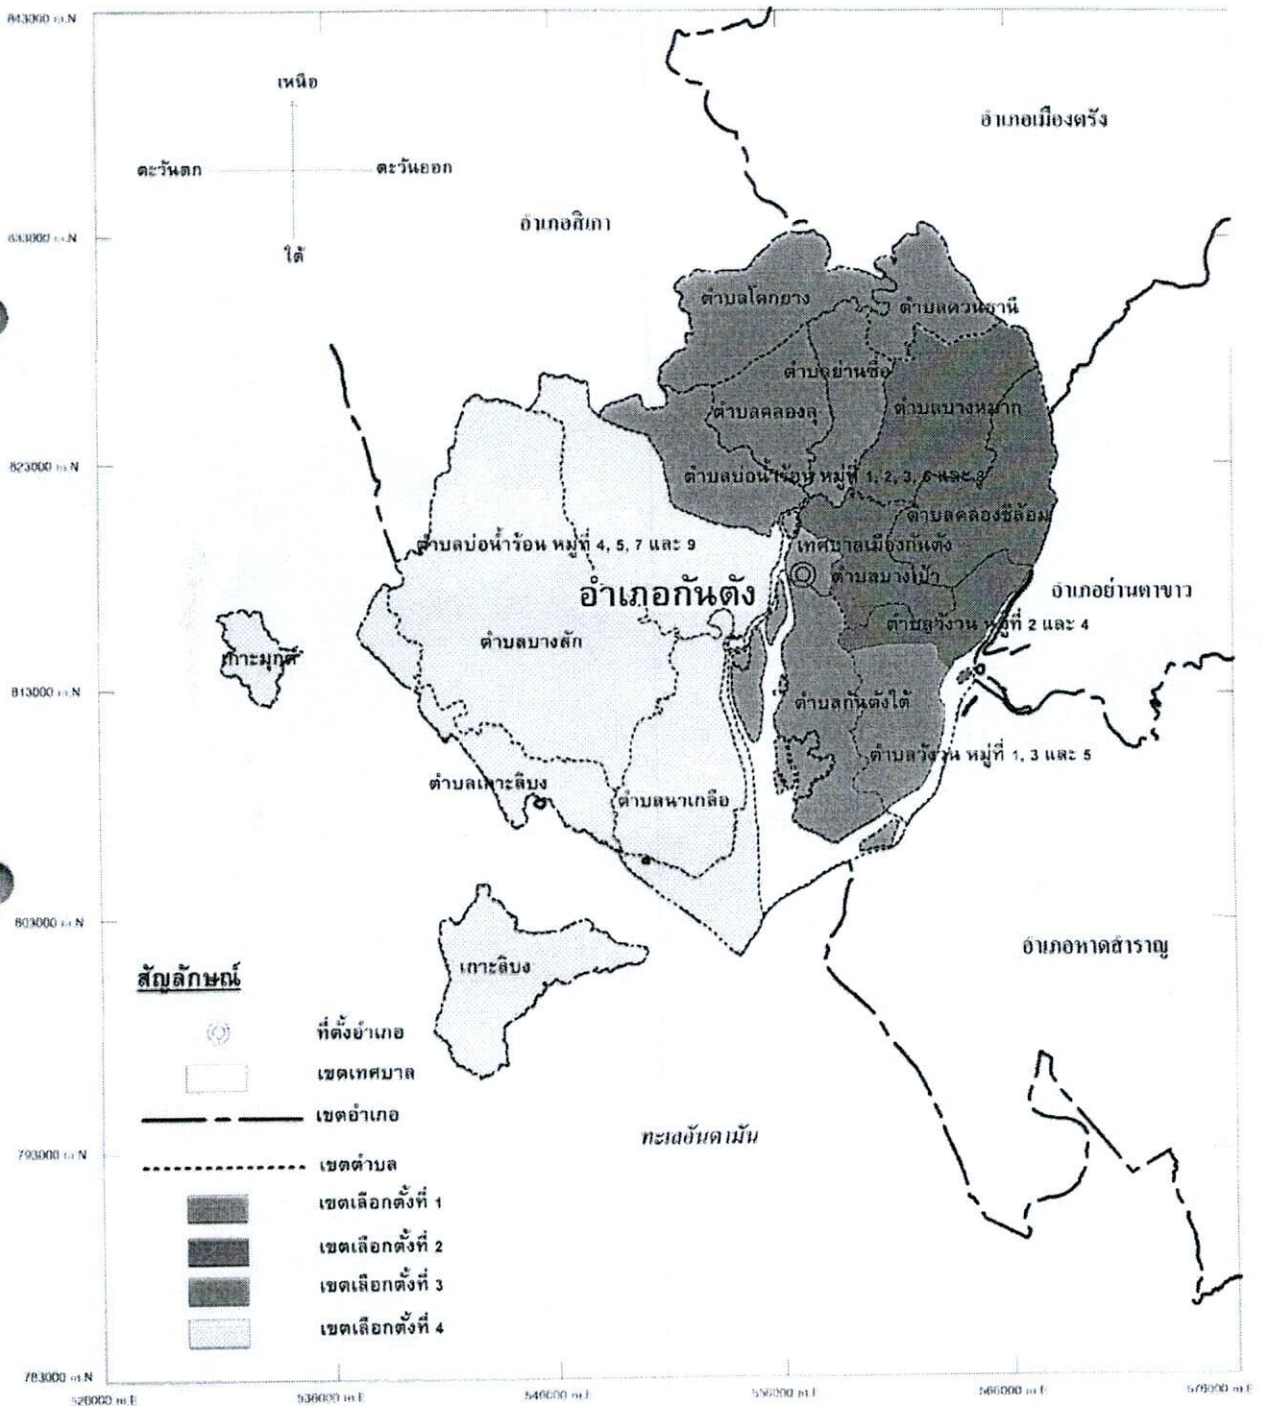 843000 ม.N
เหนือ
อำเภอเมืองตรัง
ตะวันตก
ตะวันออก
อำเภอสิเกา
833000 ม.N
ใต้
ตำบลโคกยาง
ตำบลควนธานี
ตำบลย่านซื่อ
ตำบลคลองลุ
ตำบลบางหมาก
823000 ม.N
ตำบลบ่อน้ำร้อน หมู่ที่ 1, 2, 3, 6 และ 8
ตำบลคลองชีล้อม
ตำบลบ่อน้ำร้อน หมู่ที่ 4, 5, 7 และ 9
เทศบาลเมืองกันตัง
ตำบลบางเป้า
อำเภอกันตัง
อำเภอย่านตาขาว
ตำบลวังวน หมู่ที่ 2 และ 4
ตำบลบางสัก
เกาะมุกด์
813000 ม.N
ตำบลกันตังใต้
ตำบลวังวน หมู่ที่ 1, 3 และ 5
ตำบลเกาะลิบง
ตำบลนาเกลือ
803000 ม.N
อำเภอหาดสำราญ
เกาะลิบง
สัญลักษณ์
ที่ตั้งอำเภอ
เขตเทศบาล
เขตอำเภอ
ทะเลอันดามัน
793000 ม.N
เขตตำบล
เขตเลือกตั้งที่ 1
เขตเลือกตั้งที่ 2
เขตเลือกตั้งที่ 3
เขตเลือกตั้งที่ 4
783000 ม.N
526000 ม.E
536000 ม.E
546000 ม.E
556000 ม.E
566000 ม.E
576000 ม.E